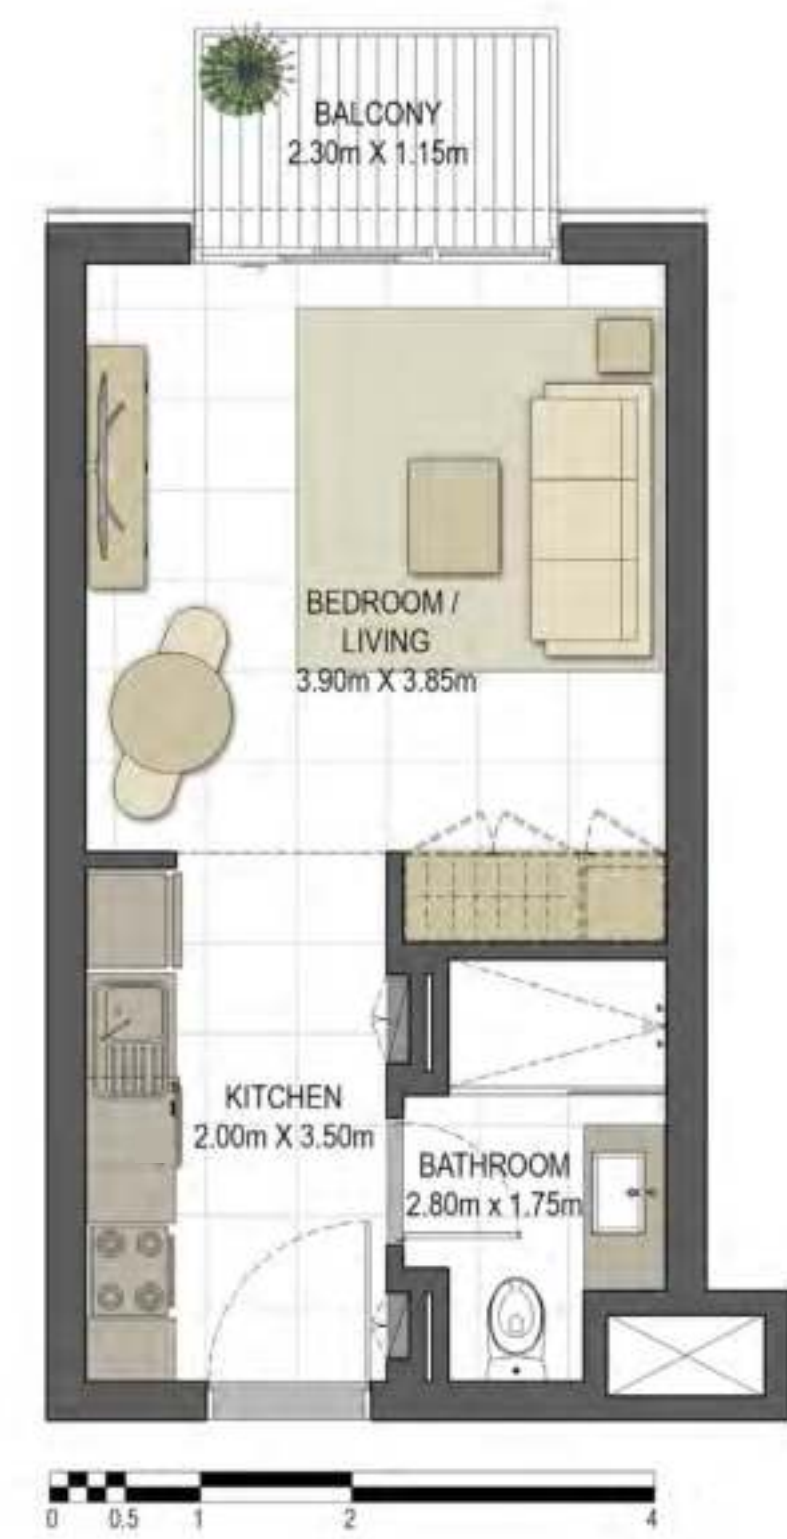 BALCONY
2.30m X 1.15m
BEDROOM /
LIVING
3.90m X 3.85m
KITCHEN
2.00m X 3.50m
BATHROOM
2.80m x 1.75m
0 0.5 1 2 4